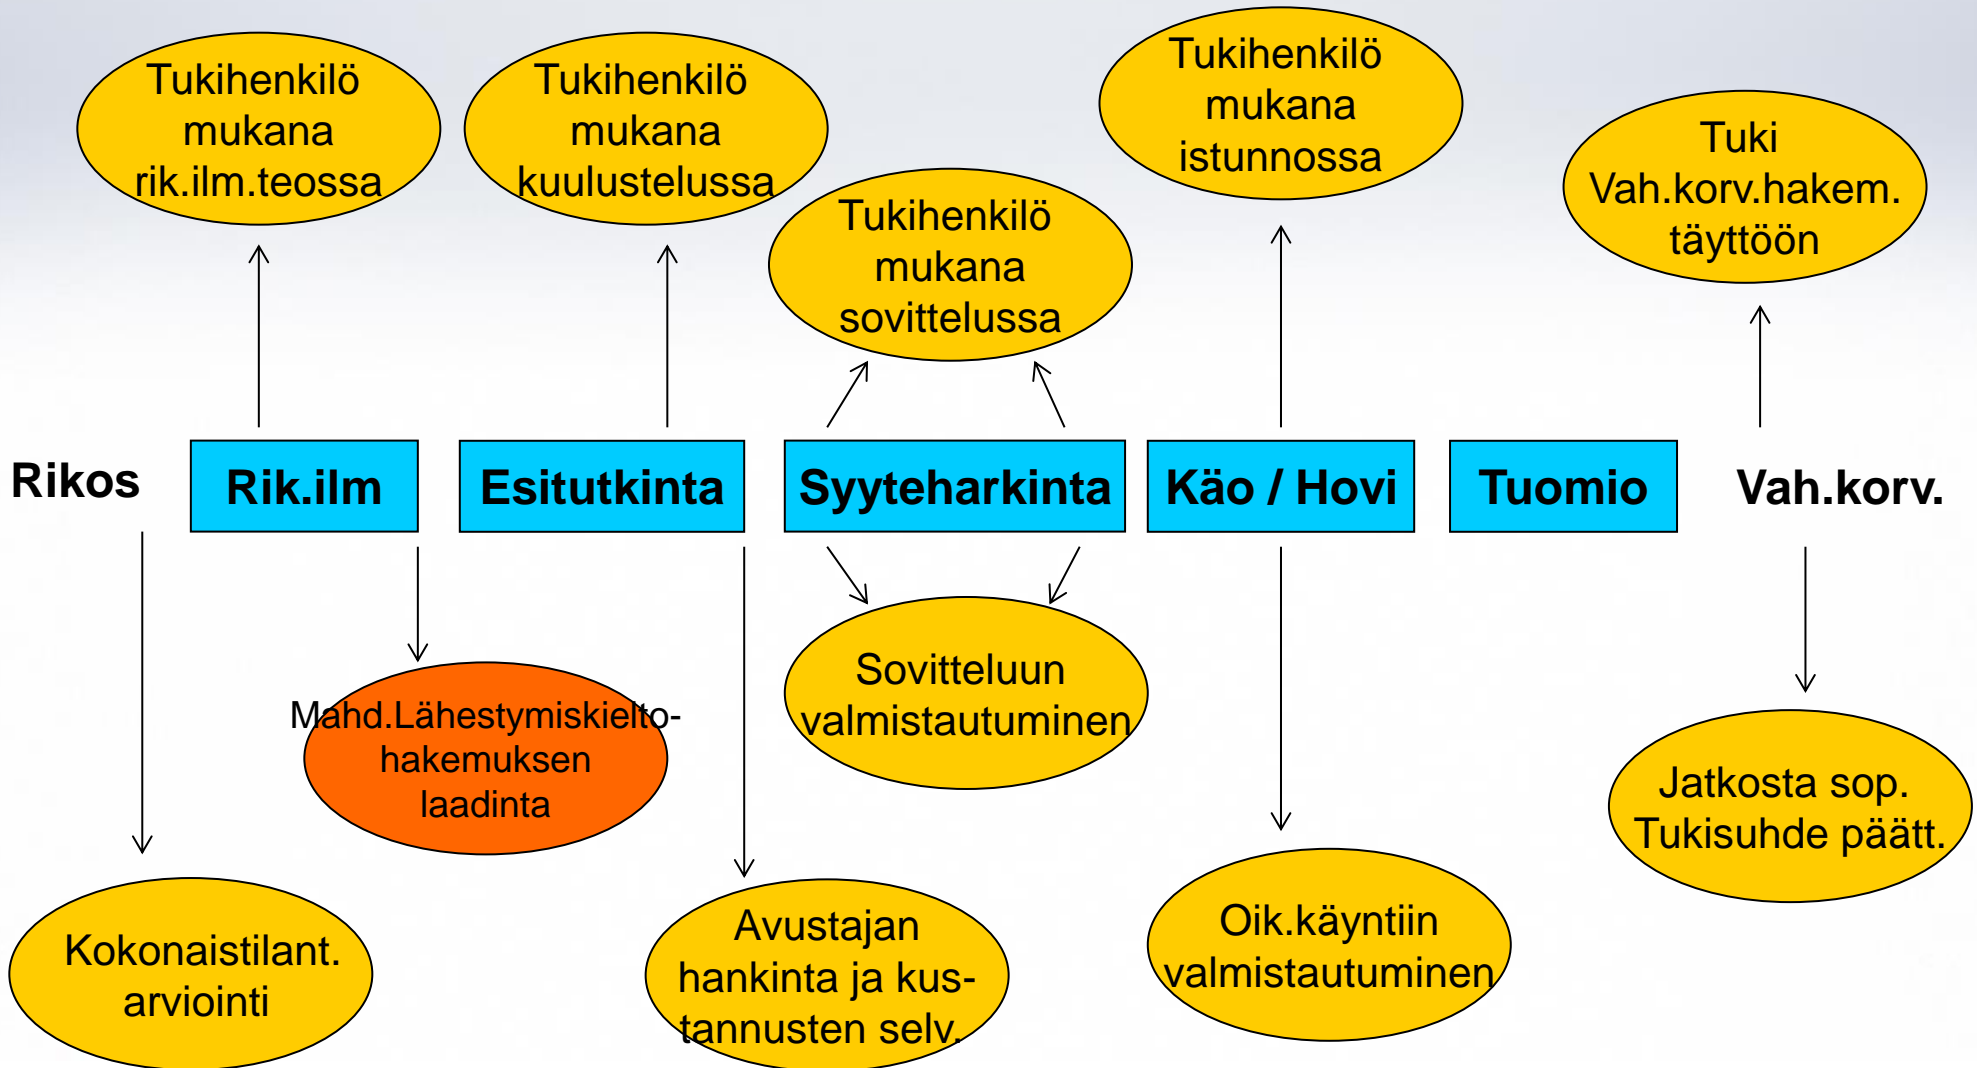 Tukihenkilö
mukana
rik.ilm.teossa
Tukihenkilö
mukana
kuulustelussa
Tukihenkilö
mukana
sovittelussa
Tukihenkilö
mukana
istunnossa
Tuki
Vah.korv.hakem.
täyttöön
Rikos
Rik.ilm
Esitutkinta
Syyteharkinta
Käo / Hovi
Tuomio
Vah.korv.
Kokonaistilant.
arviointi
Mahd.Lähestymiskielto-
hakemuksen
laadinta
Avustajan
hankinta ja kus-
tannusten selv.
Sovitteluun
valmistautuminen
Oik.käyntiin
valmistautuminen
Jatkosta sop.
Tukisuhde päätt.